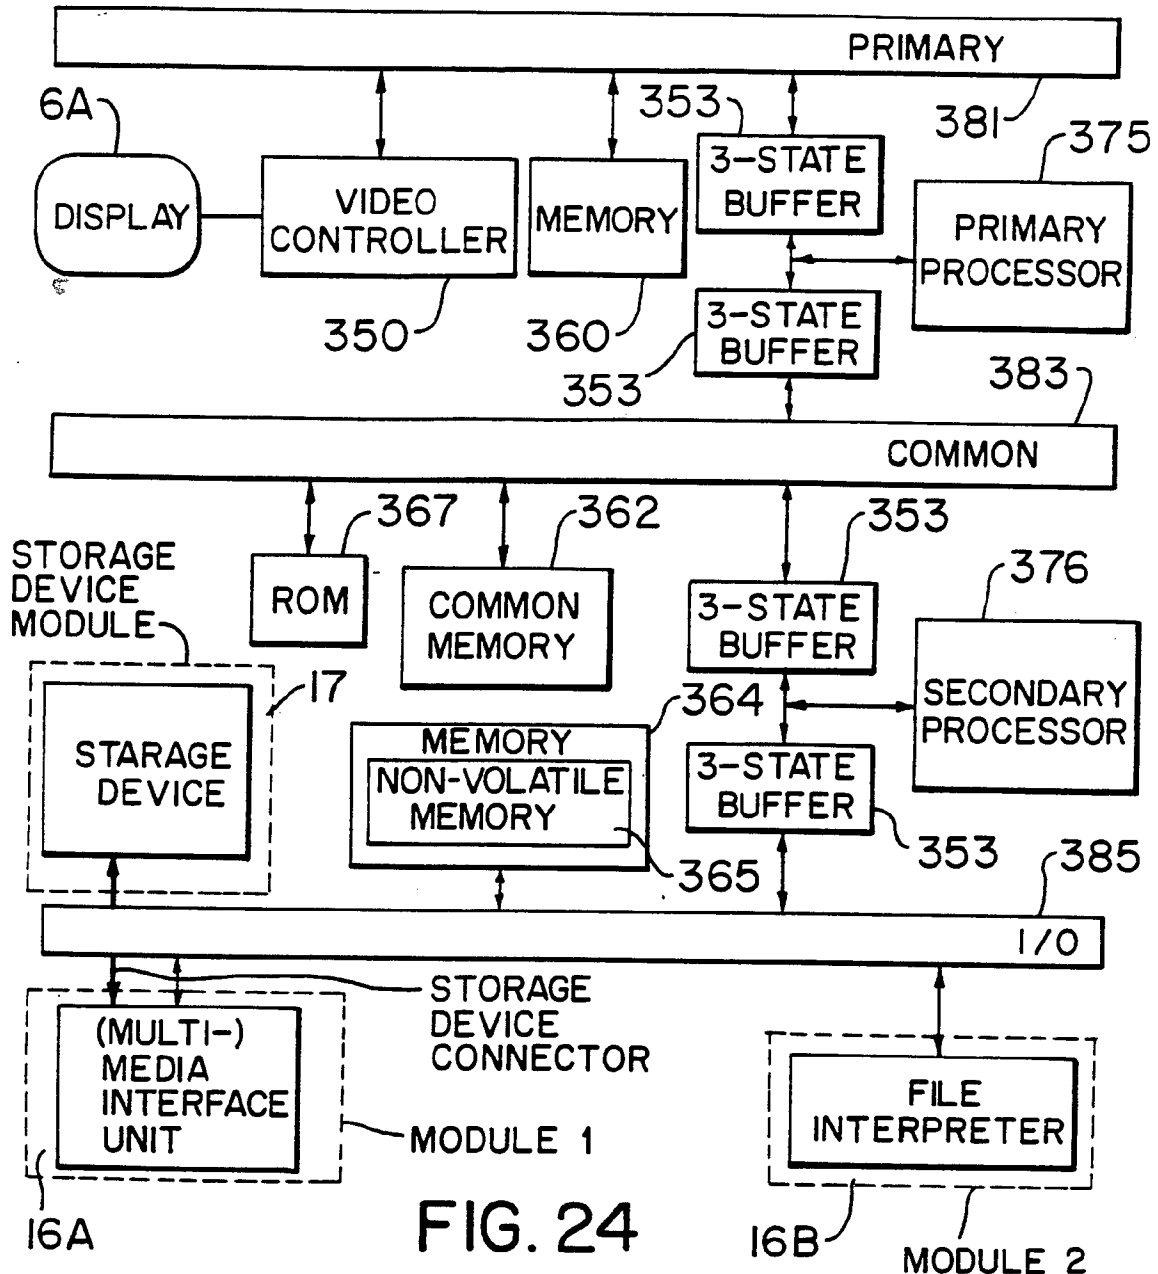 PRIMARY
381
6A
353
375
DISPLAY
VIDEO
CONTROLLER
MEMORY
3-STATE
BUFFER
PRIMARY
PROCESSOR
350
360
3-STATE
BUFFER
353
383
COMMON
367
362
353
376
STORAGE
DEVICE
MODULE
ROM
COMMON
MEMORY
3-STATE
BUFFER
SECONDARY
PROCESSOR
17
364
STARAGE
DEVICE
MEMORY
NON-VOLATILE
MEMORY
365
3-STATE
BUFFER
353
385
I/O
STORAGE
DEVICE
CONNECTOR
(MULTI-)
MEDIA
INTERFACE
UNIT
MODULE 1
16A
FILE
INTERPRETER
16B
MODULE 2
FIG. 24